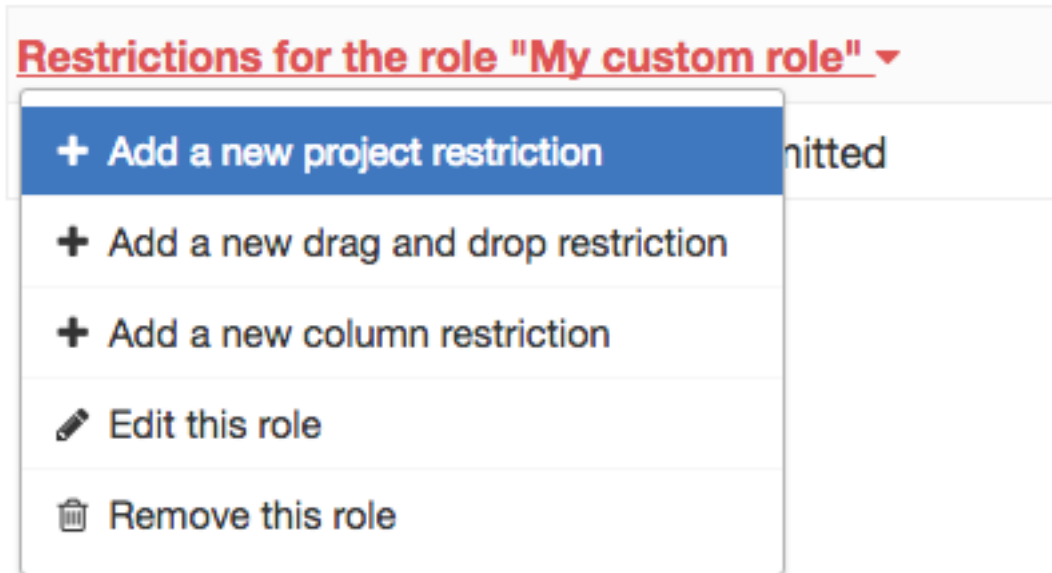 Restrictions for the role "My custom role"
Add a new project restriction
Add a new drag and drop restriction
Add a new column restriction
Edit this role
Remove this role